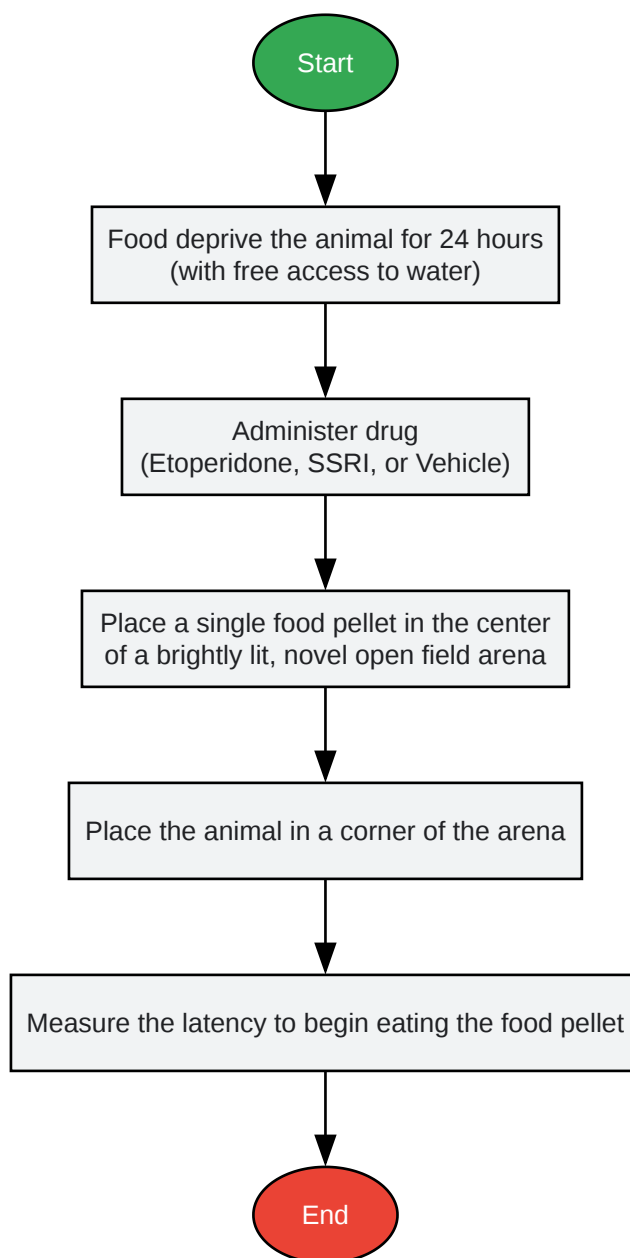 Start
Food deprive the animal for 24 hours
(with free access to water)
Administer drug
(Etoperidone, SSRI, or Vehicle)
Place a single food pellet in the center
of a brightly lit, novel open field arena
Place the animal in a corner of the arena
Measure the latency to begin eating the food pellet
End